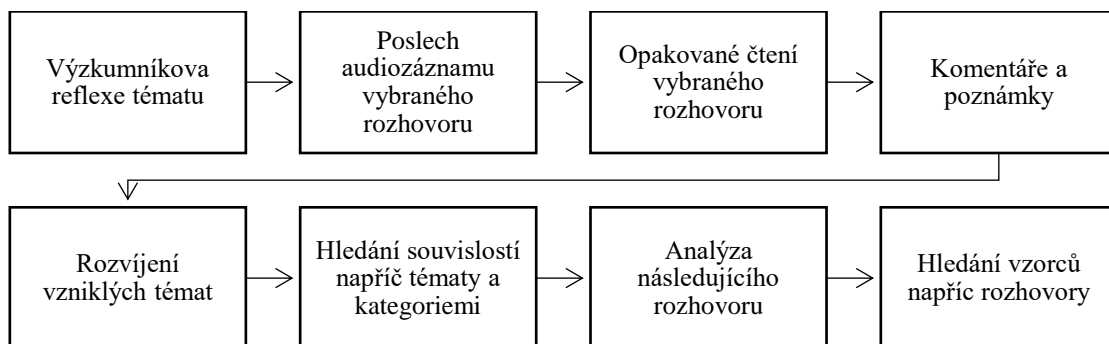 Výzkumníkova
reflexe tématu
Poslech
audiozáznamu
vybraného
rozhovoru
Opakované čtení
vybraného
rozhovoru
Komentáře a
poznámky
Rozvíjení
vzniklých témat
Hledání souvislostí
napříč tématy a
kategoriemi
Analýza
následujícího
rozhovoru
Hledání vzorců
napříc rozhovory